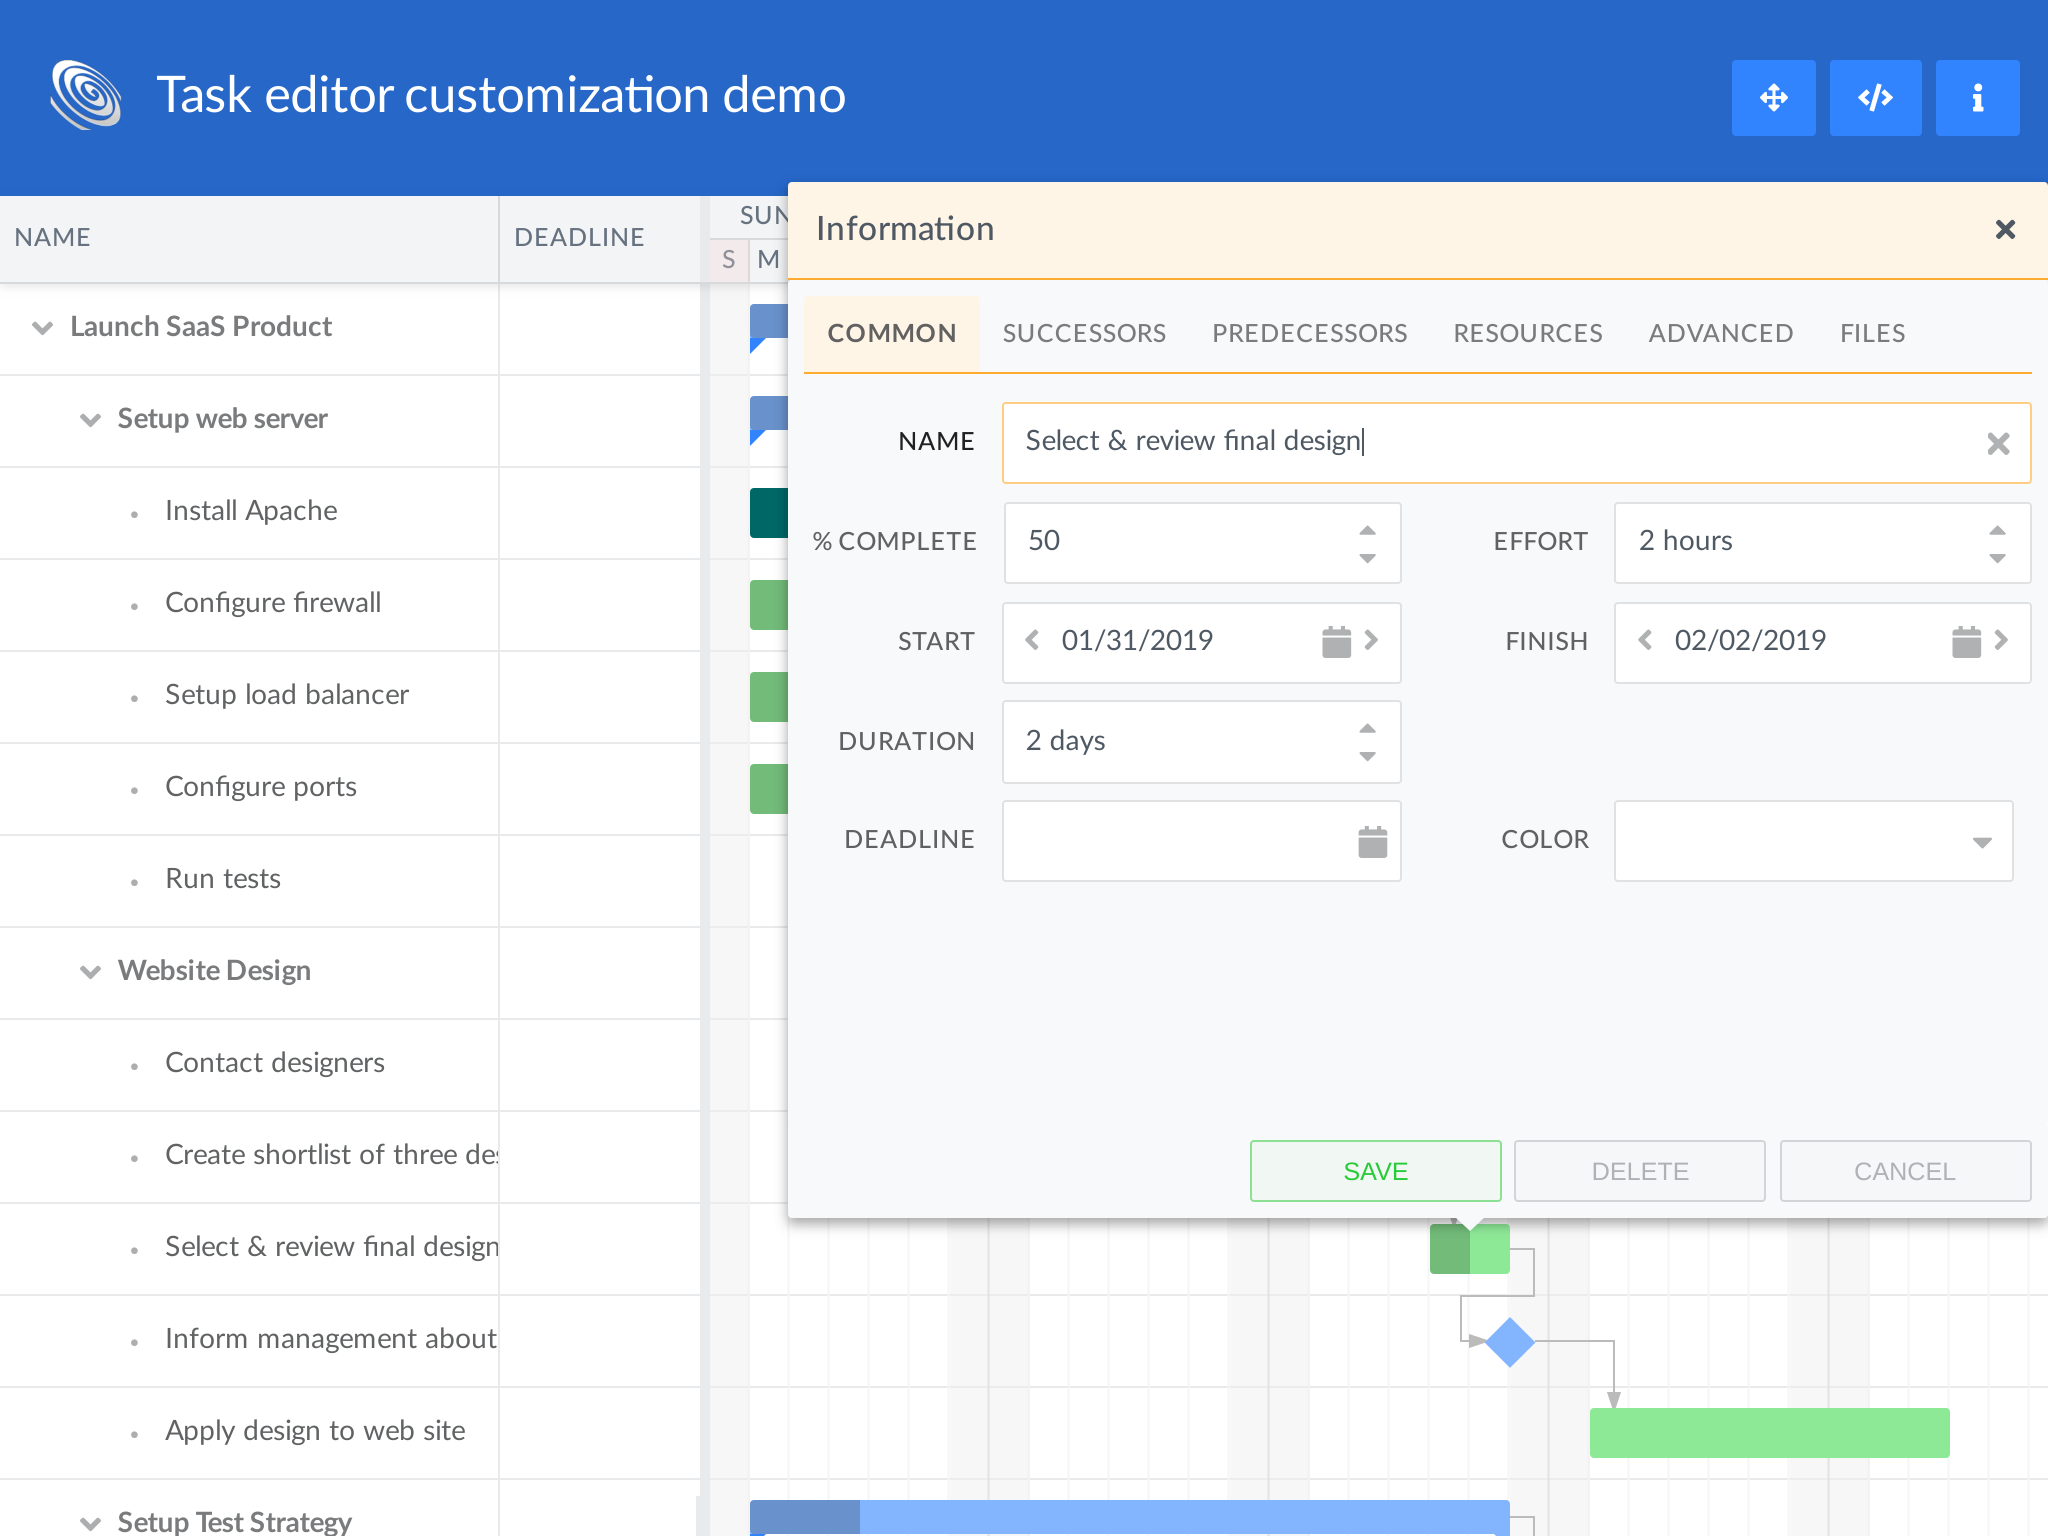 Task editor customization demo
NAME
DEADLINE
SUN
S M
Launch SaaS Product
Setup web server
Install Apache
Configure firewall
Setup load balancer
Configure ports
Run tests
Website Design
Contact designers
Create shortlist of three des
Select & review final design
Inform management about
Apply design to web site
Setup Test Strategy
Information
COMMON SUCCESSORS PREDECESSORS RESOURCES ADVANCED FILES
NAME Select & review final design
% COMPLETE 50 EFFORT 2 hours
START 01/31/2019 FINISH 02/02/2019
DURATION 2 days
DEADLINE COLOR
SAVE DELETE CANCEL